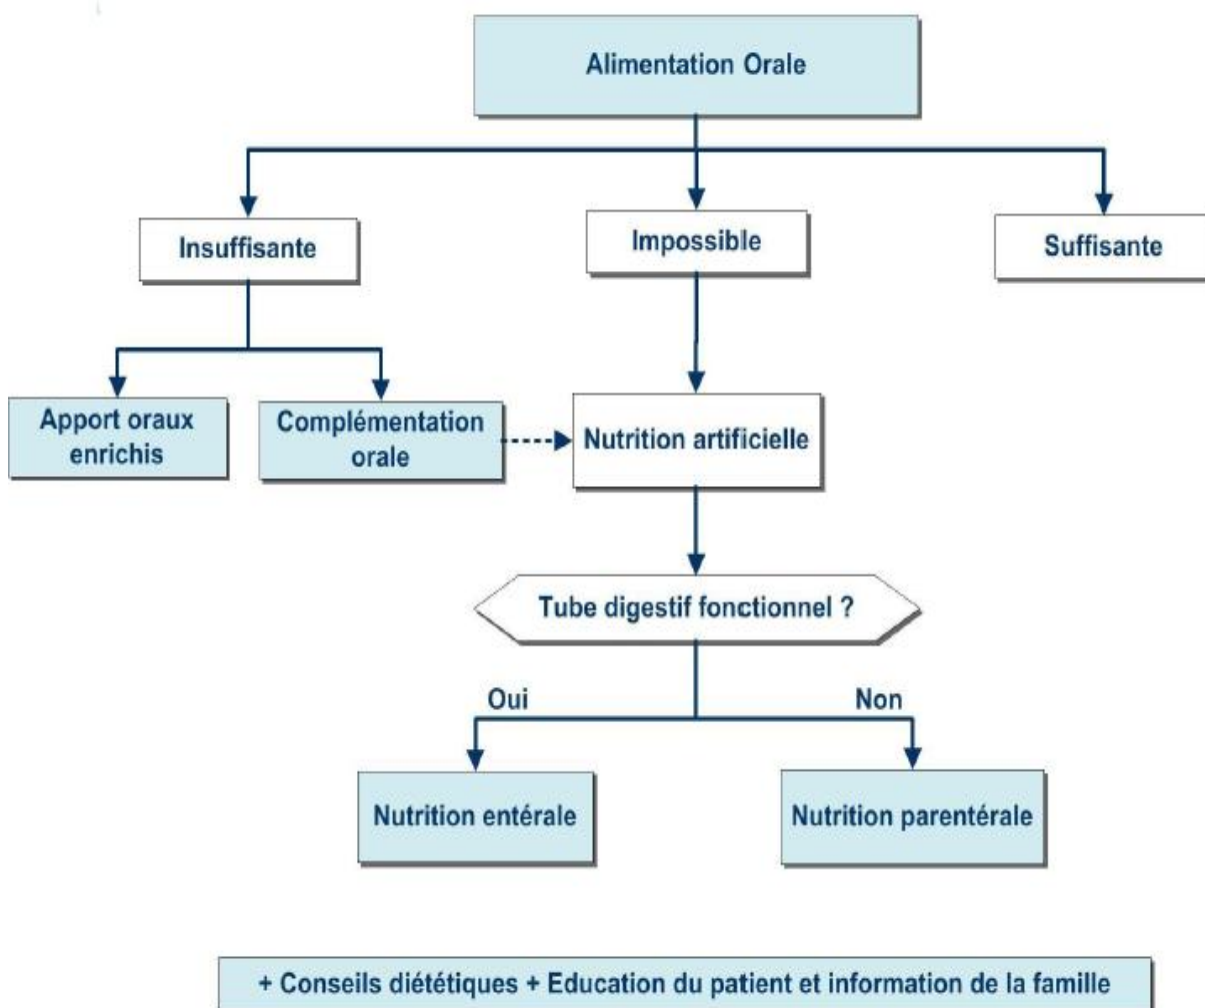 Alimentation Orale
Insuffisante
Impossible
Suffisante
Apport oraux
enrichis
Complémentation
orale
Nutrition artificielle
Tube digestif fonctionnel ?
Oui
Non
Nutrition entérale
Nutrition parentérale
+ Conseils diététiques + Education du patient et information de la famille